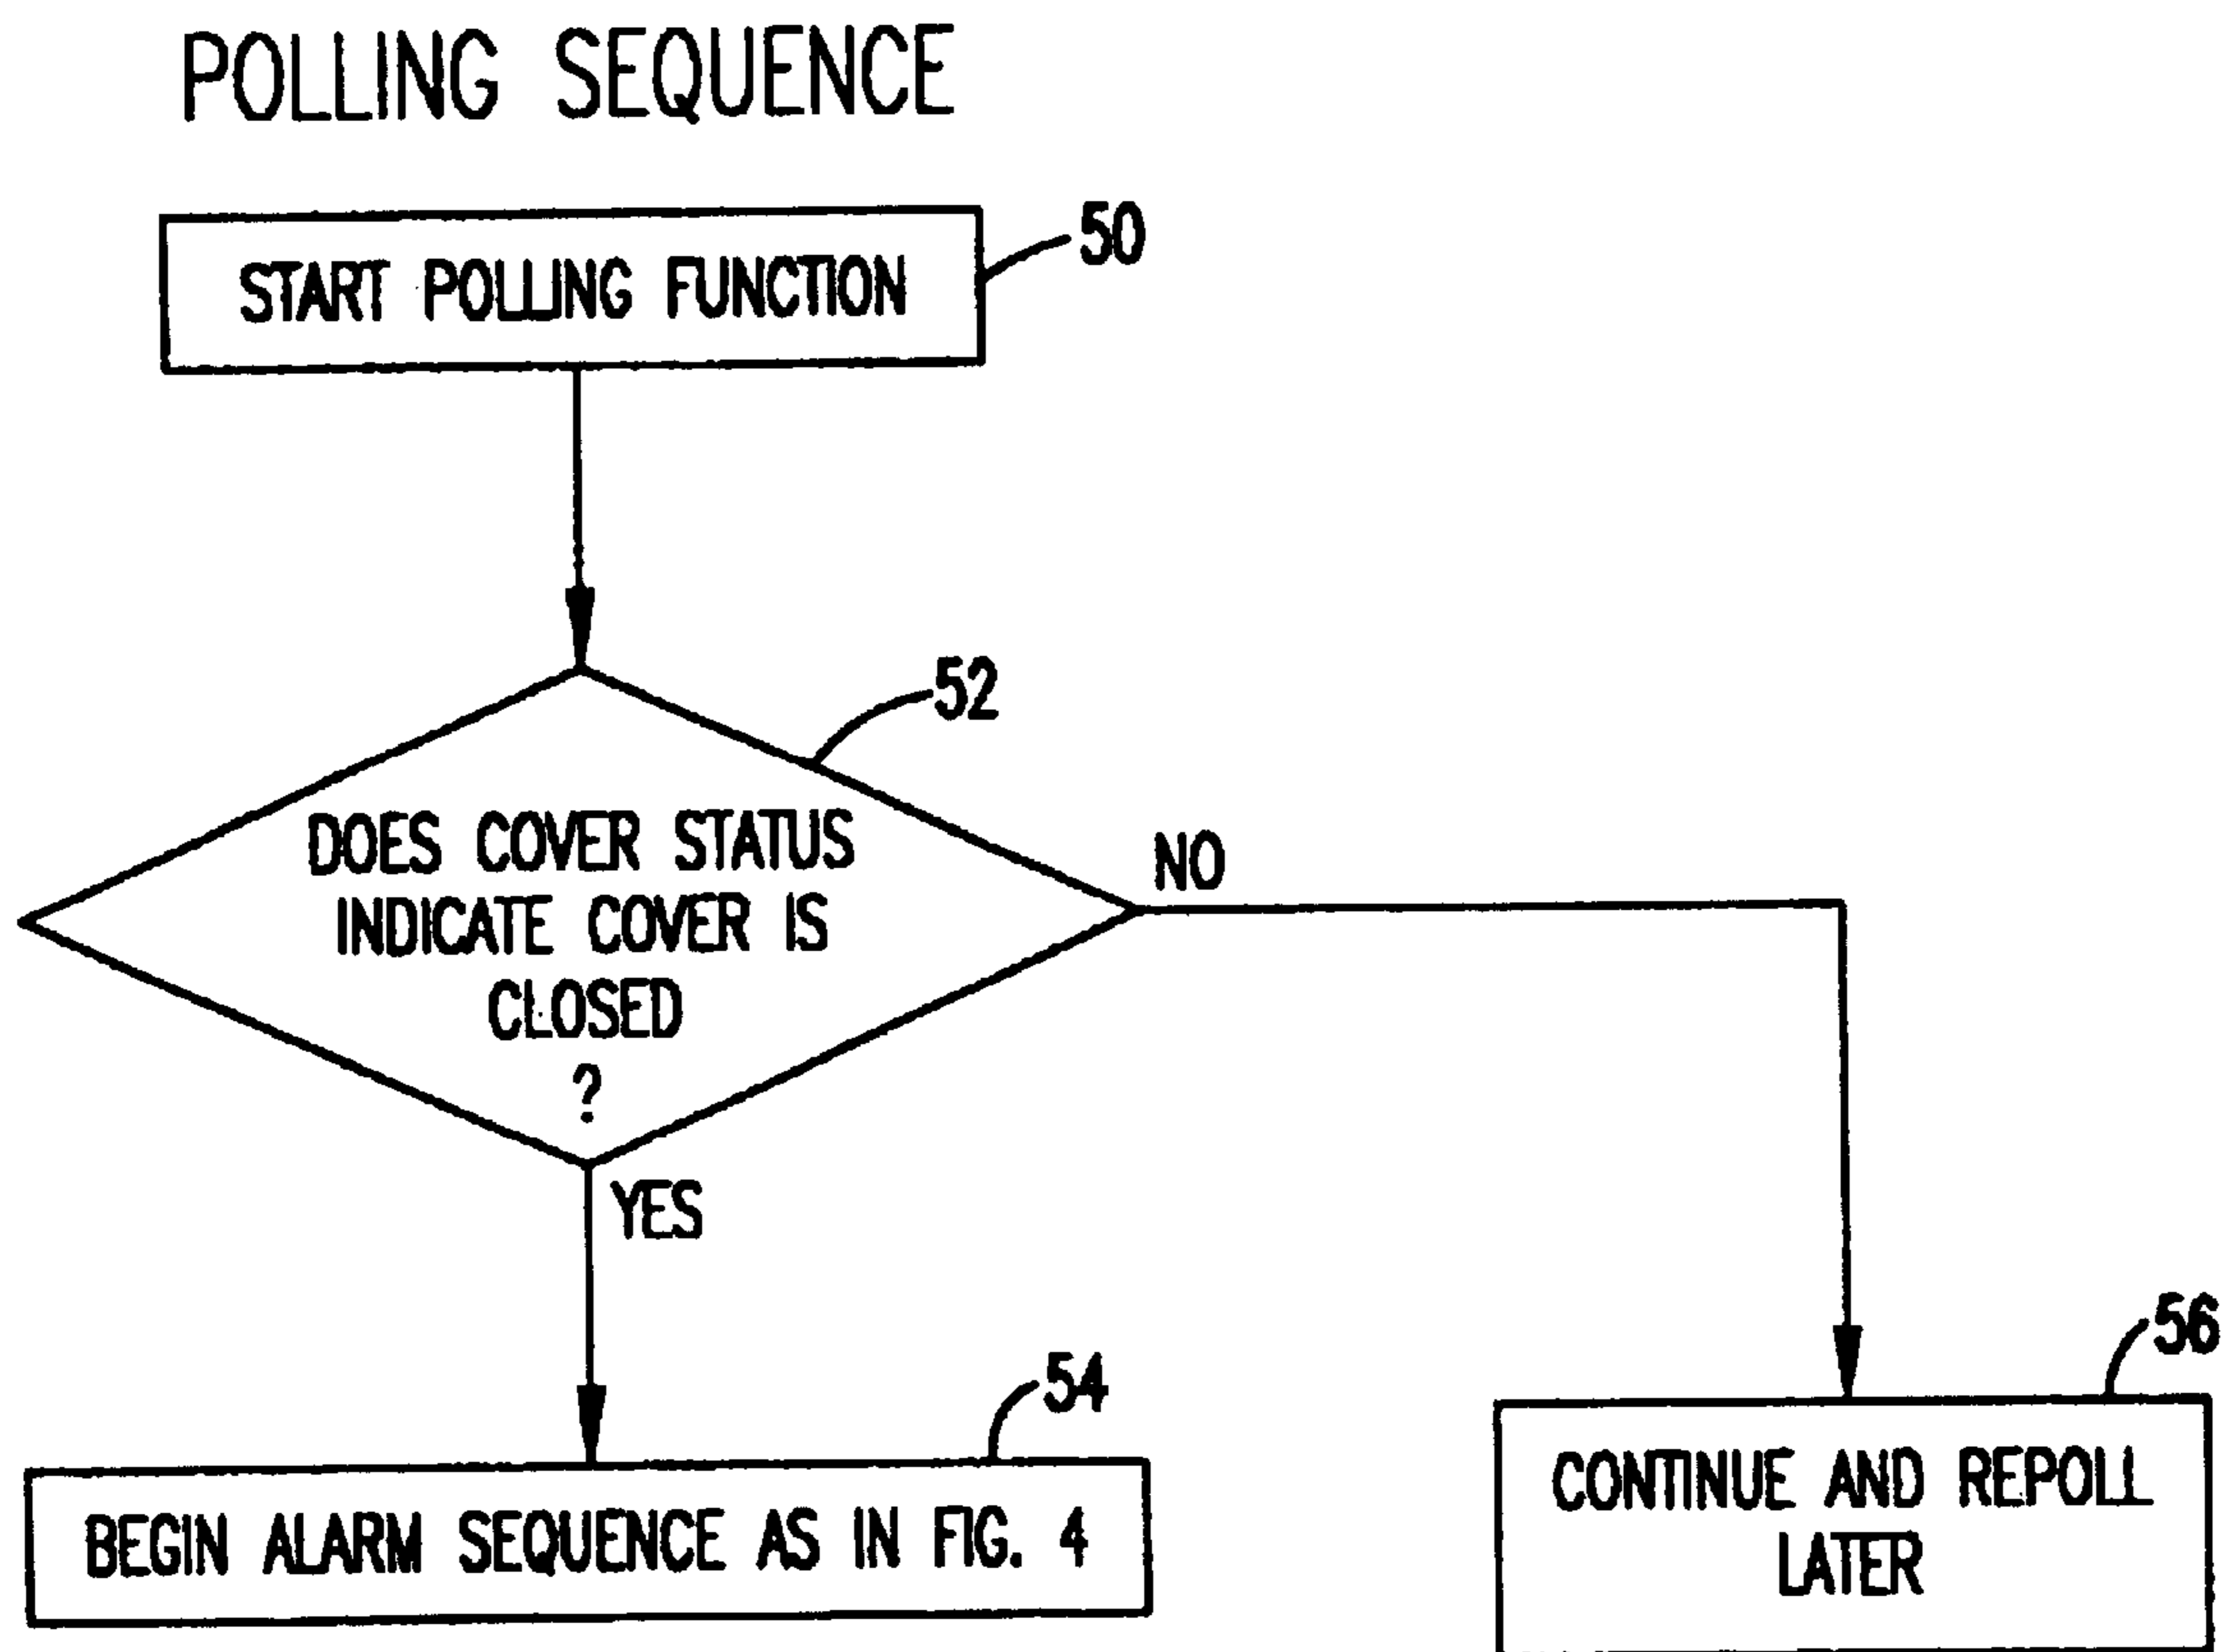 POLLING SEQUENCE
START POLLING FUNCTION
50
52
DOES COVER STATUS
INDICATE COVER IS
CLOSED
?
NO
YES
54
BEGIN ALARM SEQUENCE AS IN FIG. 4
56
CONTINUE AND REPOLL
LATER